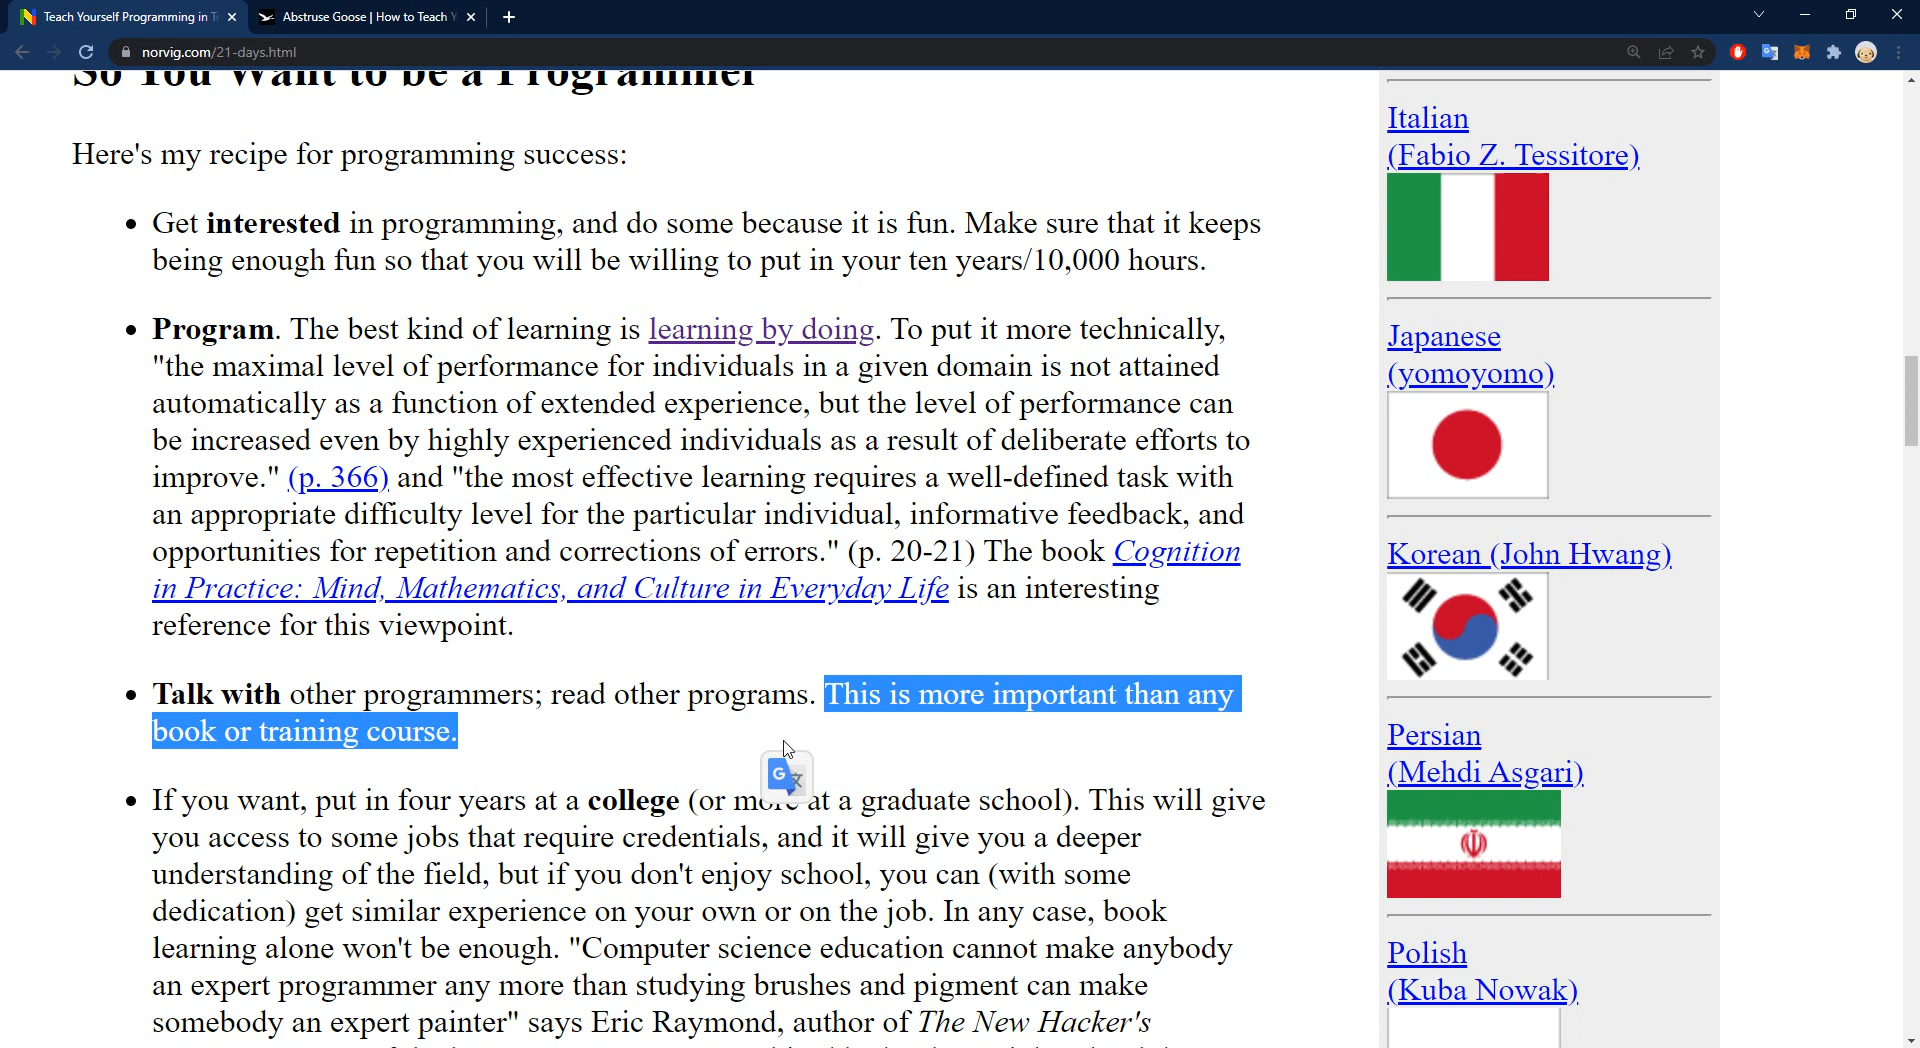 Teach Yourself Programming in T
Abstruse Goose | How to Teach Y
norvig.com/21-days.html
So You Want to be a Programmer
Here's my recipe for programming success:
• Get interested in programming, and do some because it is fun. Make sure that it keeps
being enough fun so that you will be willing to put in your ten years/10,000 hours.
• Program. The best kind of learning is learning by doing. To put it more technically,
"the maximal level of performance for individuals in a given domain is not attained
automatically as a function of extended experience, but the level of performance can
be increased even by highly experienced individuals as a result of deliberate efforts to
improve." (p. 366) and "the most effective learning requires a well-defined task with
an appropriate difficulty level for the particular individual, informative feedback, and
opportunities for repetition and corrections of errors." (p. 20-21) The book Cognition
in Practice: Mind, Mathematics, and Culture in Everyday Life is an interesting
reference for this viewpoint.
• Talk with other programmers; read other programs. This is more important than any
book or training course.
• If you want, put in four years at a college (or more at a graduate school). This will give
you access to some jobs that require credentials, and it will give you a deeper
understanding of the field, but if you don't enjoy school, you can (with some
dedication) get similar experience on your own or on the job. In any case, book
learning alone won't be enough. "Computer science education cannot make anybody
an expert programmer any more than studying brushes and pigment can make
somebody an expert painter" says Eric Raymond, author of The New Hacker's
Italian
(Fabio Z. Tessitore)
Japanese
(yomoyomo)
Korean (John Hwang)
Persian
(Mehdi Asgari)
Polish
(Kuba Nowak)